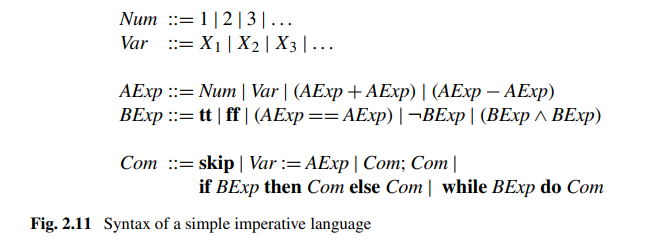 Num ::= 1 | 2 | 3 | ...
Var ::= X₁ | X₂ | X₃ | ...
AExp ::= Num | Var | (AExp + AExp) | (AExp − AExp)
BExp ::= tt | ff | (AExp == AExp) | ¬BExp | (BExp ∧ BExp)
Com ::= skip | Var := AExp | Com; Com |
if BExp then Com else Com | while BExp do Com
Fig. 2.11 Syntax of a simple imperative language